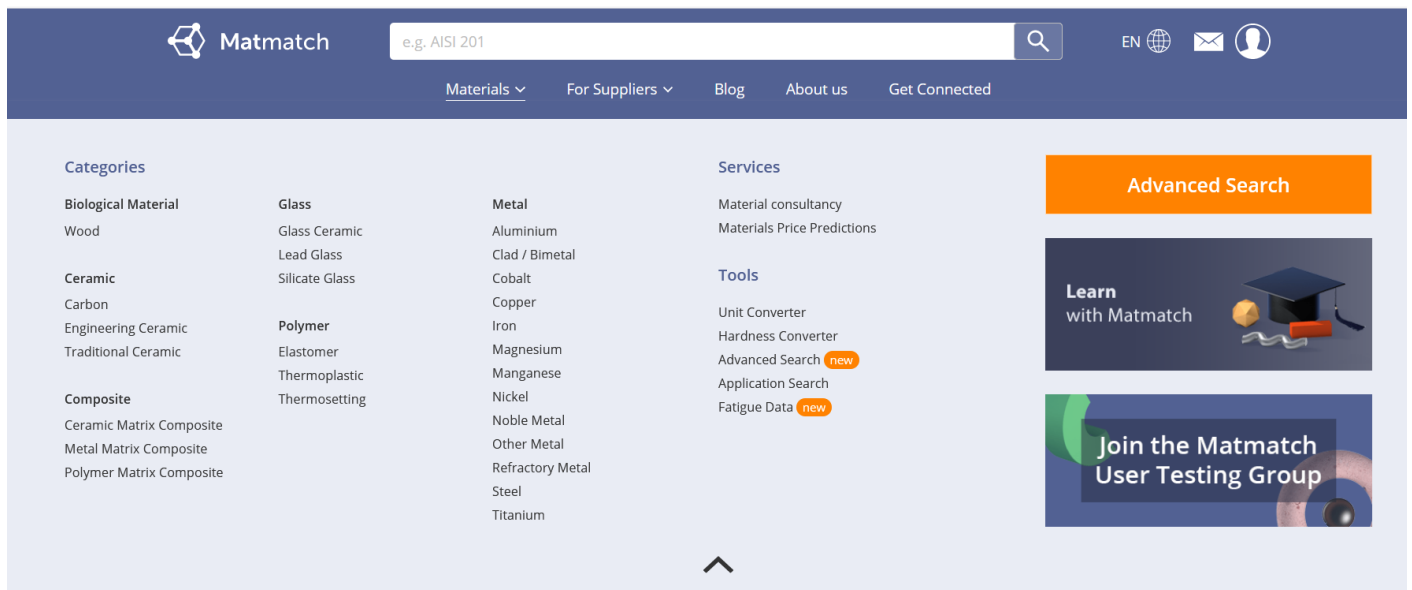 Matmatch
e.g. AISI 201
EN
Materials
For Suppliers
Blog
About us
Get Connected
Categories
Biological Material
Wood
Ceramic
Carbon
Engineering Ceramic
Traditional Ceramic
Composite
Ceramic Matrix Composite
Metal Matrix Composite
Polymer Matrix Composite
Glass
Glass Ceramic
Lead Glass
Silicate Glass
Polymer
Elastomer
Thermoplastic
Thermosetting
Metal
Aluminium
Clad / Bimetal
Cobalt
Copper
Iron
Magnesium
Manganese
Nickel
Noble Metal
Other Metal
Refractory Metal
Steel
Titanium
Services
Material consultancy
Materials Price Predictions
Tools
Unit Converter
Hardness Converter
Advanced Search new
Application Search
Fatigue Data new
Advanced Search
Learn
with Matmatch
Join the Matmatch
User Testing Group